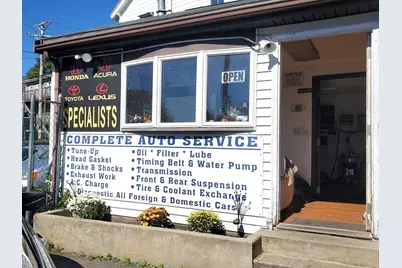 HONDA ACURA
TOYOTA LEXUS
SPECIALISTS
OPEN
COMPLETE AUTO SERVICE
* Tune-Up
* Head Gasket
* Brake & Shocks
* Exhaust Work
* A.C. Charge
* Oil * Filter * Lube
* Timing Belt & Water Pump
* Transmission
* Front & Rear Suspension
* Tire & Coolant Exchange
* Diagnostic All Foreign & Domestic Cars